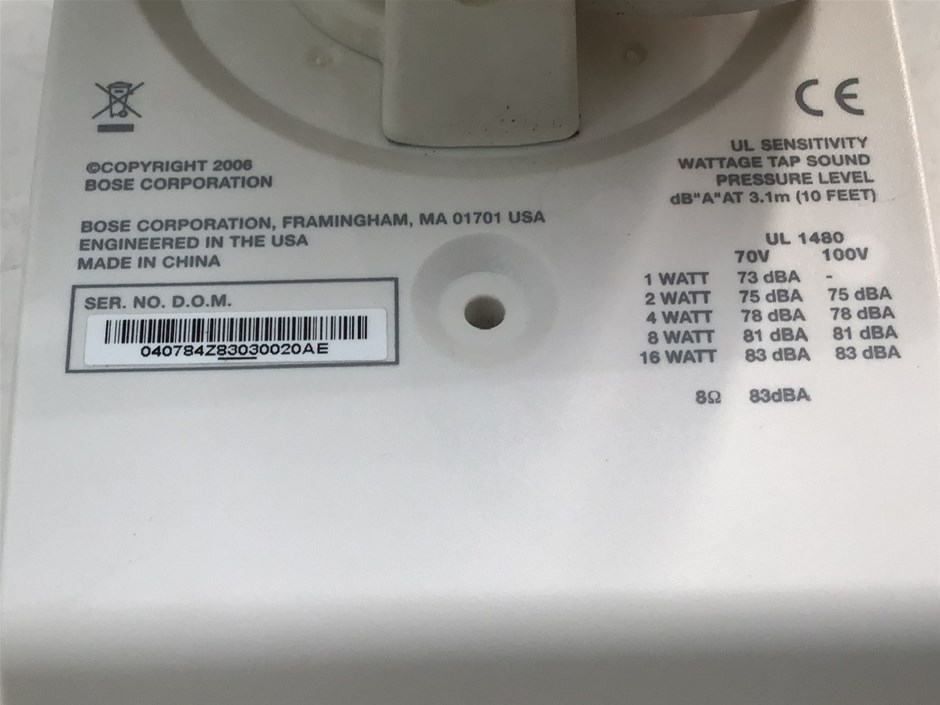 ©COPYRIGHT 2006
BOSE CORPORATION
BOSE CORPORATION, FRAMINGHAM, MA 01701 USA
ENGINEERED IN THE USA
MADE IN CHINA
SER. NO. D.O.M.
040784Z83030020AE
CE
UL SENSITIVITY
WATTAGE TAP SOUND
PRESSURE LEVEL
dB"A"AT 3.1m (10 FEET)
UL 1480
70V 100V
1 WATT 73 dBA -
2 WATT 75 dBA 75 dBA
4 WATT 78 dBA 78 dBA
8 WATT 81 dBA 81 dBA
16 WATT 83 dBA 83 dBA
8Ω 83dBA